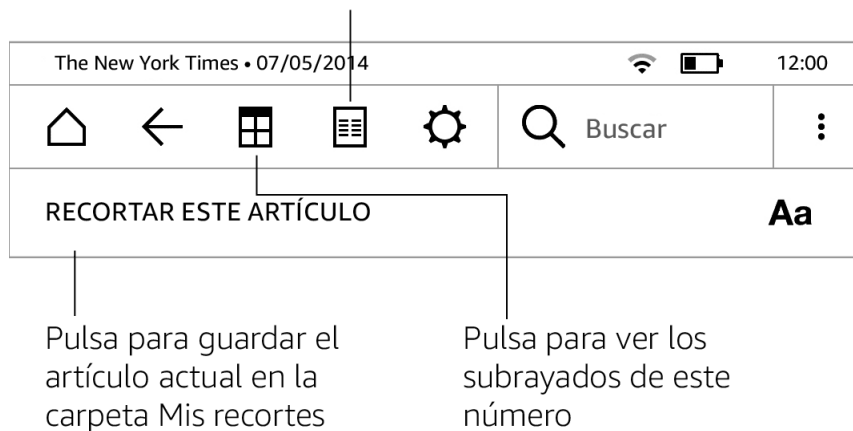 The New York Times • 07/05/2014 12:00
Buscar
RECORTAR ESTE ARTÍCULO Aa
Pulsa para guardar el
artículo actual en la
carpeta Mis recortes
Pulsa para ver los
subrayados de este
número